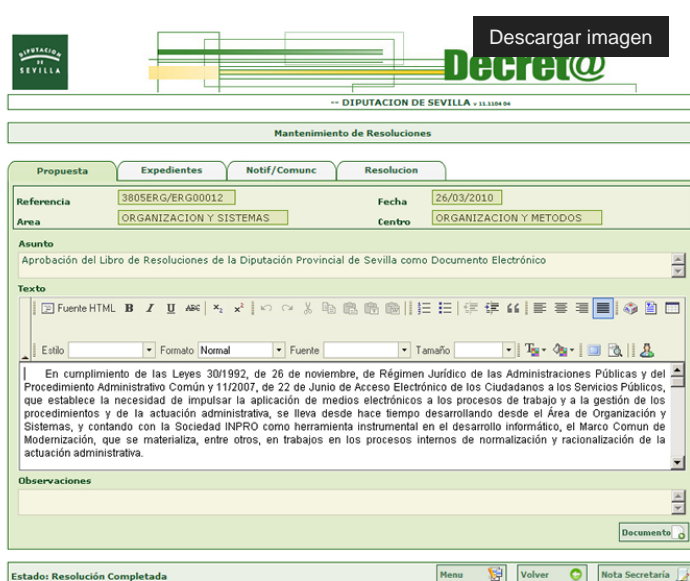 Descargar imagen
DIPUTACION
DE
SEVILLA
Decret@
-- DIPUTACION DE SEVILLA v 11.1104 04
Mantenimiento de Resoluciones
Propuesta Expedientes Notif/Comunc Resolucion
Referencia 3805ERG/ERG00012 Fecha 26/03/2010
Area ORGANIZACION Y SISTEMAS Centro ORGANIZACION Y METODOS
Asunto
Aprobación del Libro de Resoluciones de la Diputación Provincial de Sevilla como Documento Electrónico
Texto
Fuente HTML B I U ABC x₂ x²
Estilo Formato Normal Fuente Tamaño
En cumplimiento de las Leyes 30/1992, de 26 de noviembre, de Régimen Jurídico de las Administraciones Públicas y del
Procedimiento Administrativo Común y 11/2007, de 22 de Junio de Acceso Electrónico de los Ciudadanos a los Servicios Públicos,
que establece la necesidad de impulsar la aplicación de medios electrónicos a los procesos de trabajo y a la gestión de los
procedimientos y de la actuación administrativa, se lleva desde hace tiempo desarrollando desde el Área de Organización y
Sistemas, y contando con la Sociedad INPRO como herramienta instrumental en el desarrollo informático, el Marco Comun de
Modernización, que se materializa, entre otros, en trabajos en los procesos internos de normalización y racionalización de la
actuación administrativa.
Observaciones
Documento
Estado: Resolución Completada Menu Volver Nota Secretaría